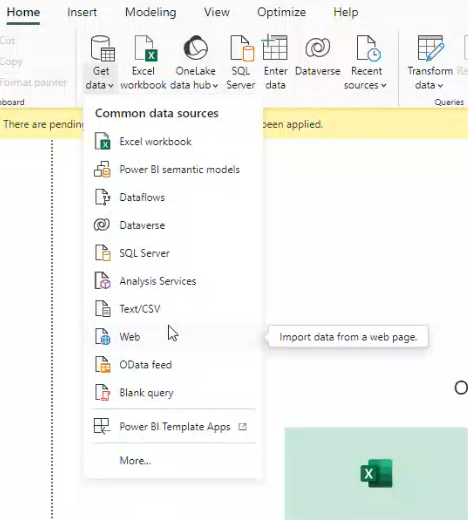 Home Insert Modeling View Optimize Help
Cut
Copy
Format painter
board
Get data
Excel workbook
OneLake data hub
SQL Server
Enter data
Dataverse
Recent sources
Transform data
Queries
There are pending
been applied.
Common data sources
Excel workbook
Power BI semantic models
Dataflows
Dataverse
SQL Server
Analysis Services
Text/CSV
Web
Import data from a web page.
OData feed
Blank query
Power BI Template Apps
More...